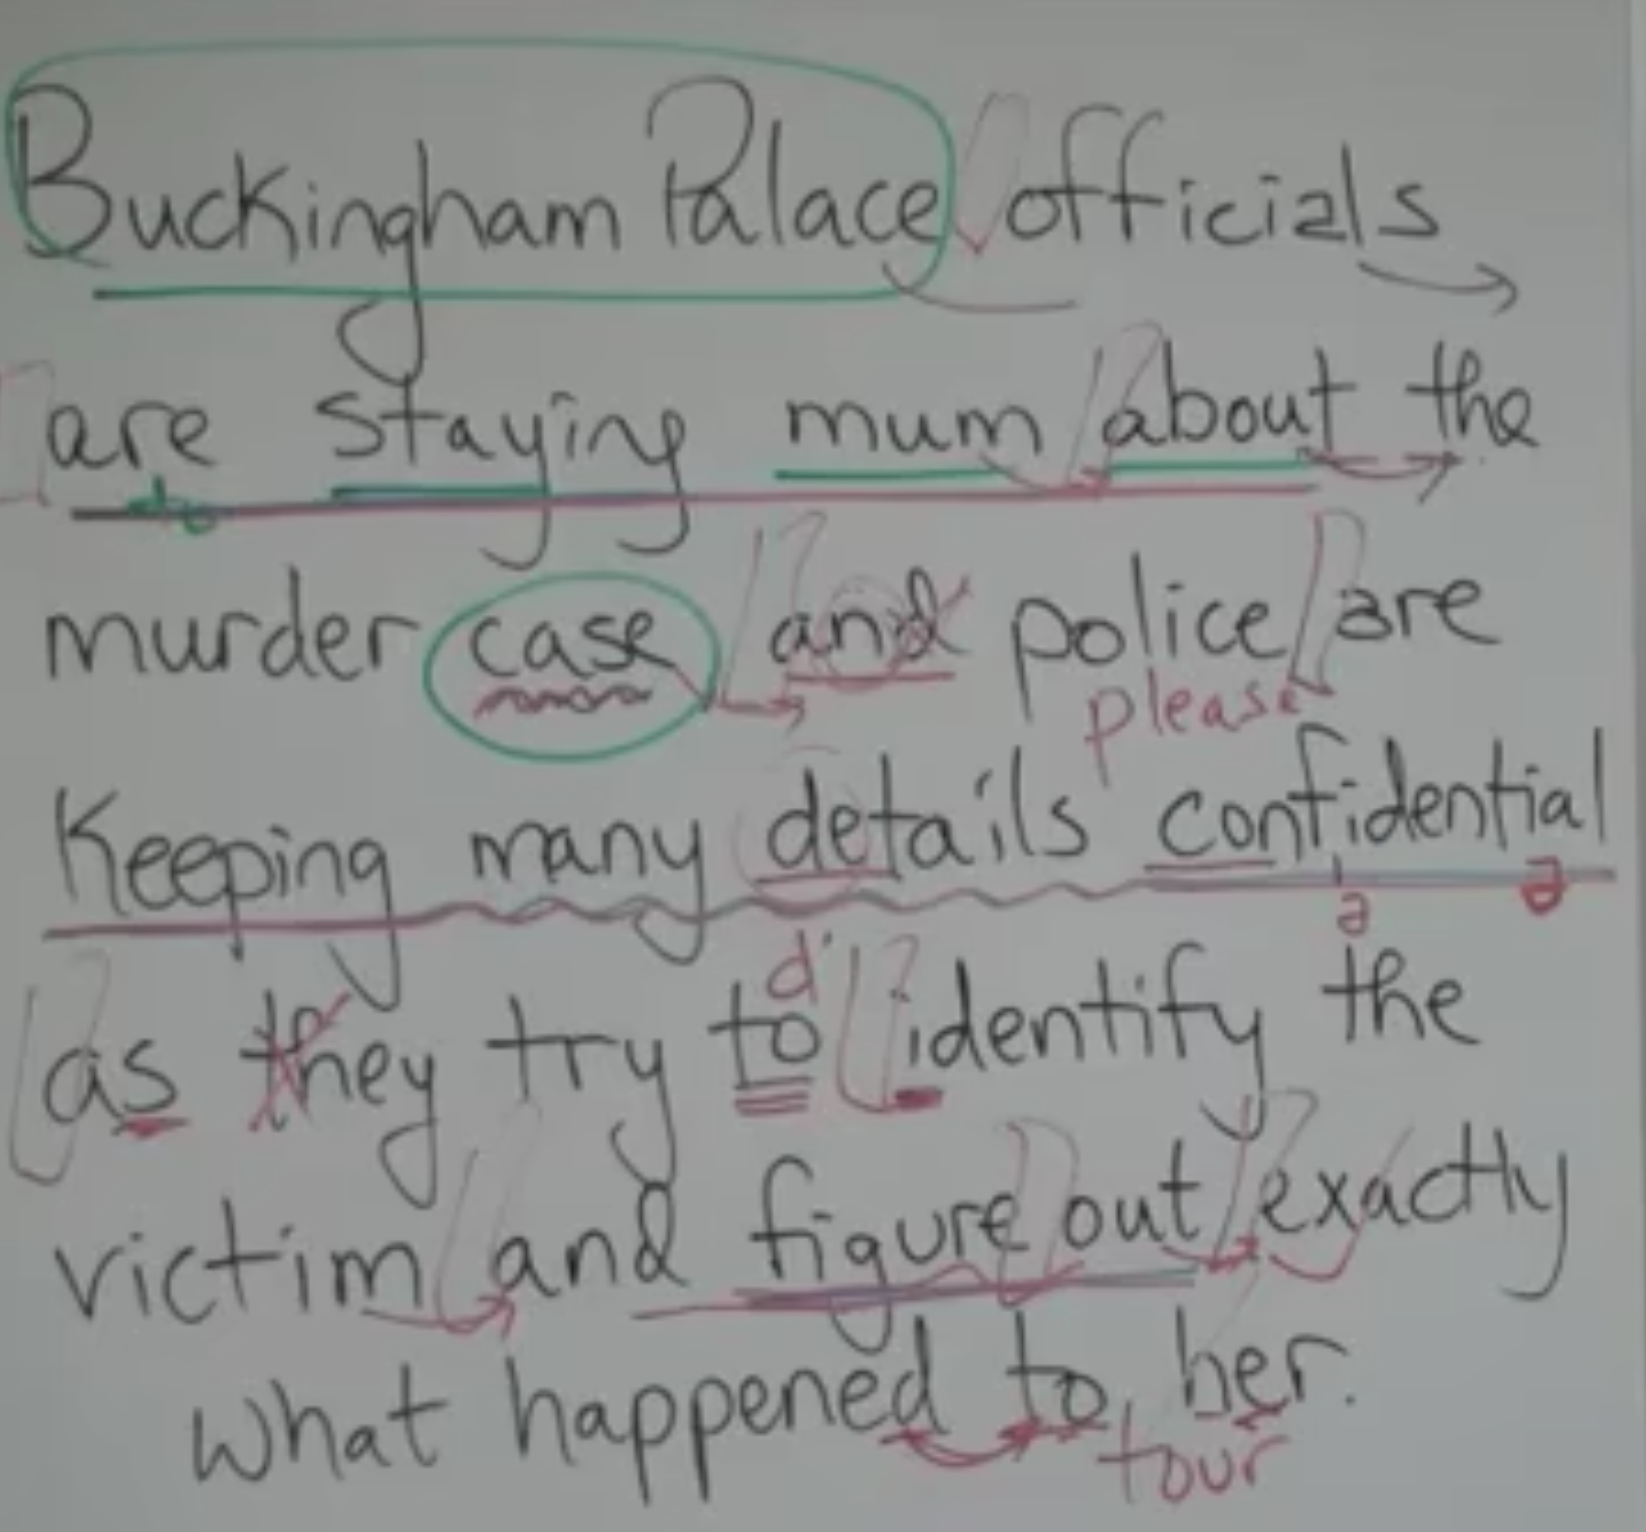 Buckingham Palace officials
are staying mum about the
murder case and police are
please
Keeping many details confidential
a a
d
as they try to identify the
victim and figure out exactly
what happened to her.
tour